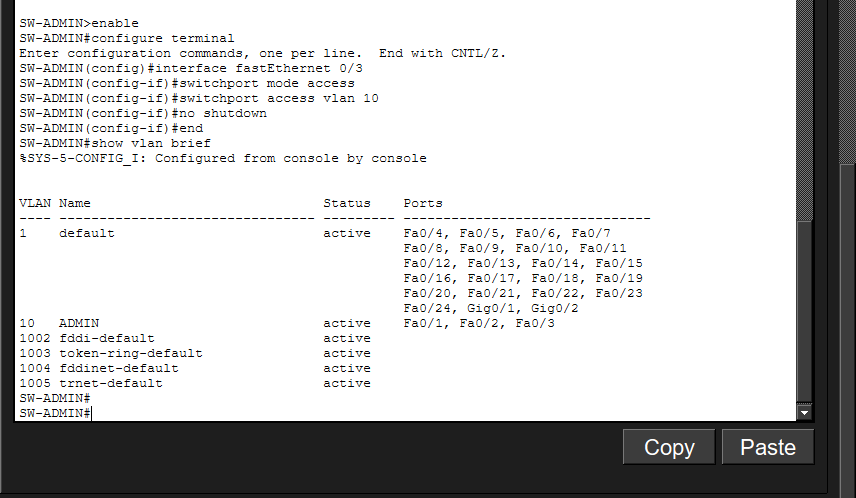 SW-ADMIN>enable
SW-ADMIN#configure terminal
Enter configuration commands, one per line.  End with CNTL/Z.
SW-ADMIN(config)#interface fastEthernet 0/3
SW-ADMIN(config-if)#switchport mode access
SW-ADMIN(config-if)#switchport access vlan 10
SW-ADMIN(config-if)#no shutdown
SW-ADMIN(config-if)#end
SW-ADMIN#show vlan brief
%SYS-5-CONFIG_I: Configured from console by console
VLAN Name                             Status    Ports
---- -------------------------------- --------- -------------------------------
1    default                          active    Fa0/4, Fa0/5, Fa0/6, Fa0/7
                                                Fa0/8, Fa0/9, Fa0/10, Fa0/11
                                                Fa0/12, Fa0/13, Fa0/14, Fa0/15
                                                Fa0/16, Fa0/17, Fa0/18, Fa0/19
                                                Fa0/20, Fa0/21, Fa0/22, Fa0/23
                                                Fa0/24, Gig0/1, Gig0/2
10   ADMIN                            active    Fa0/1, Fa0/2, Fa0/3
1002 fddi-default                     active
1003 token-ring-default               active
1004 fddinet-default                  active
1005 trnet-default                    active
SW-ADMIN#
SW-ADMIN#
Copy Paste